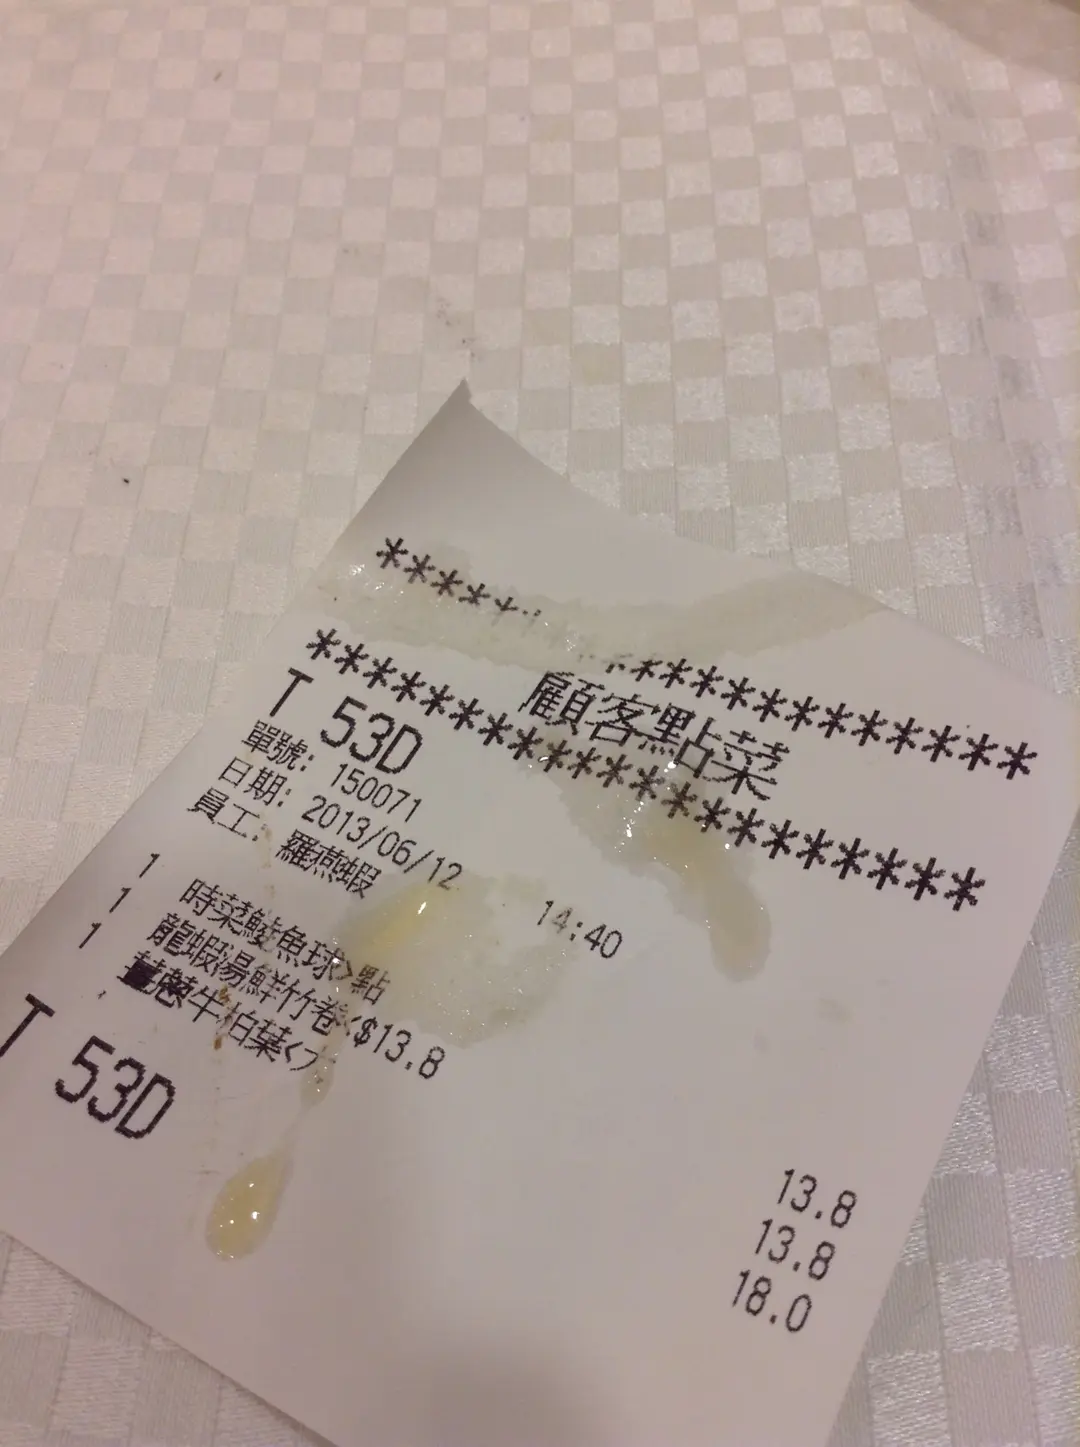 **********************
顧客點菜
**********************
T 53D
單號: 150071
日期: 2013/06/12 14:40
員工: 羅燕蝦
1 時菜鯪魚球>點 13.8
1 龍蝦湯鮮竹卷<$13.8 13.8
1 薑蔥牛柏葉<大 18.0
T 53D